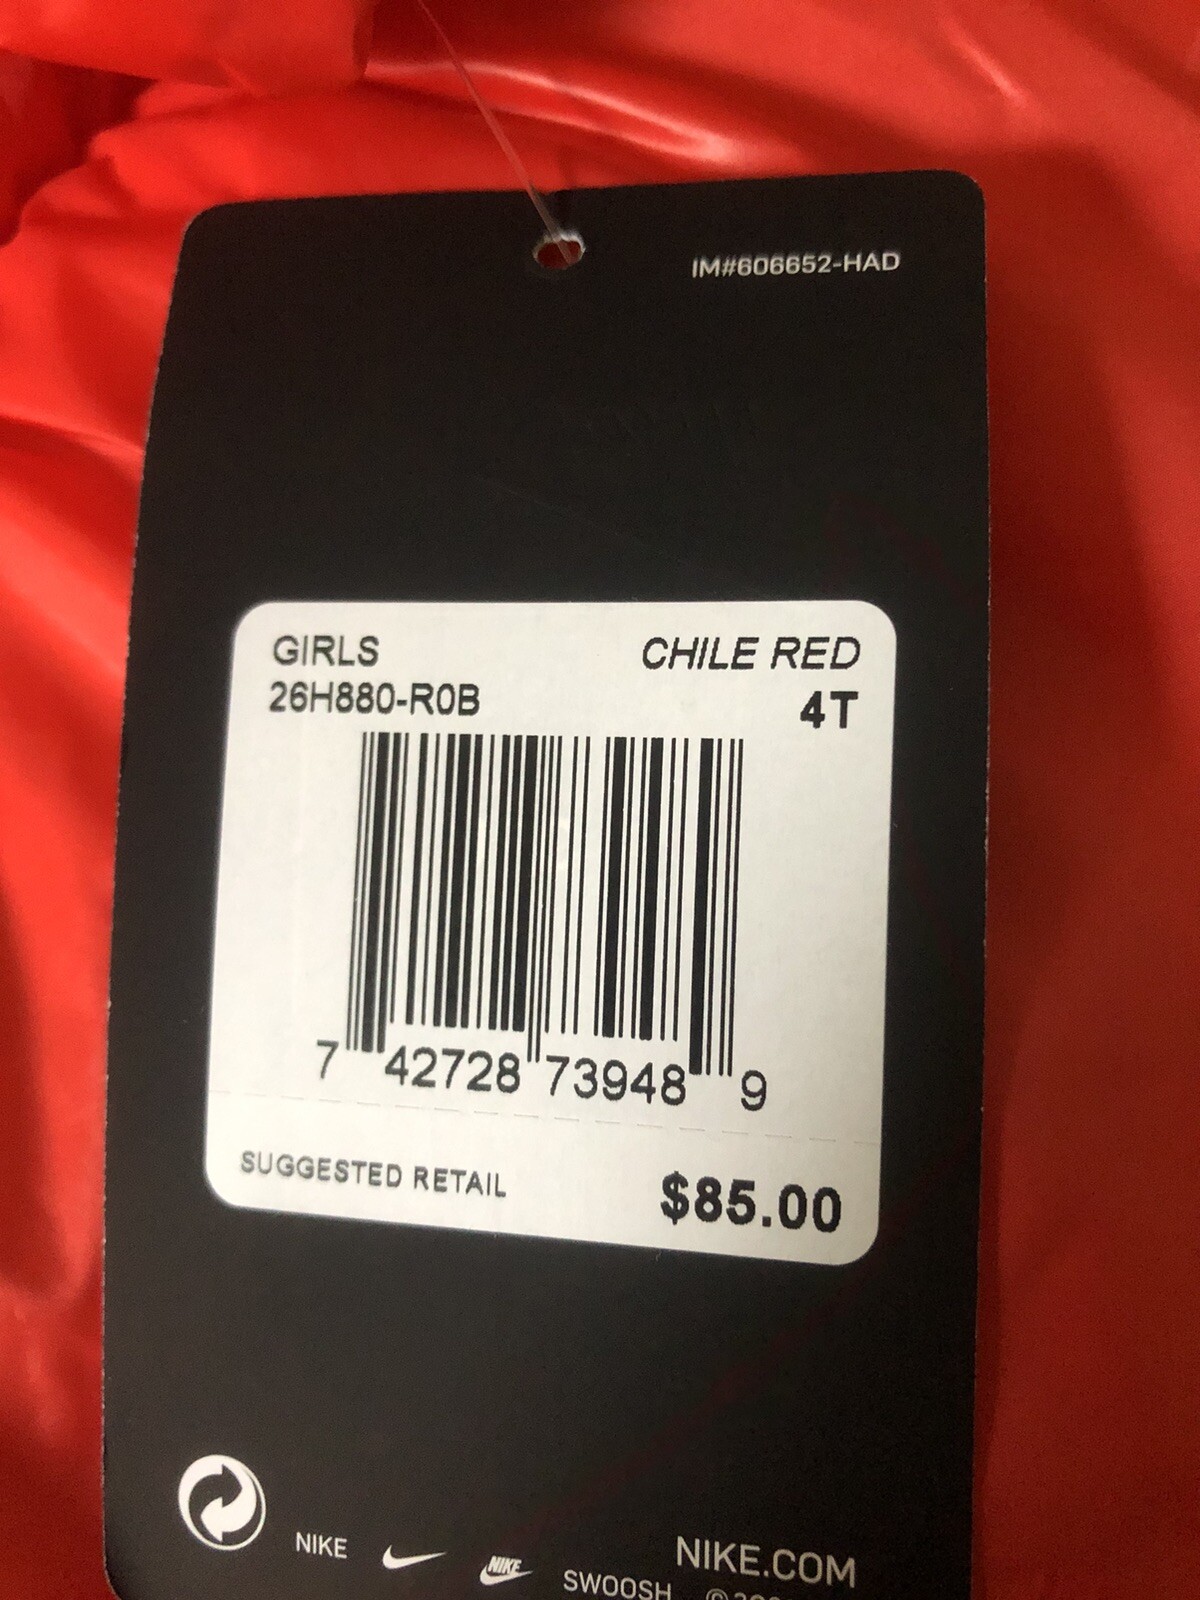 IM#606652-HAD
GIRLS CHILE RED
26H880-R0B 4T
7 42728 73948 9
SUGGESTED RETAIL $85.00
NIKE NIKE NIKE.COM
SWOOSH ©